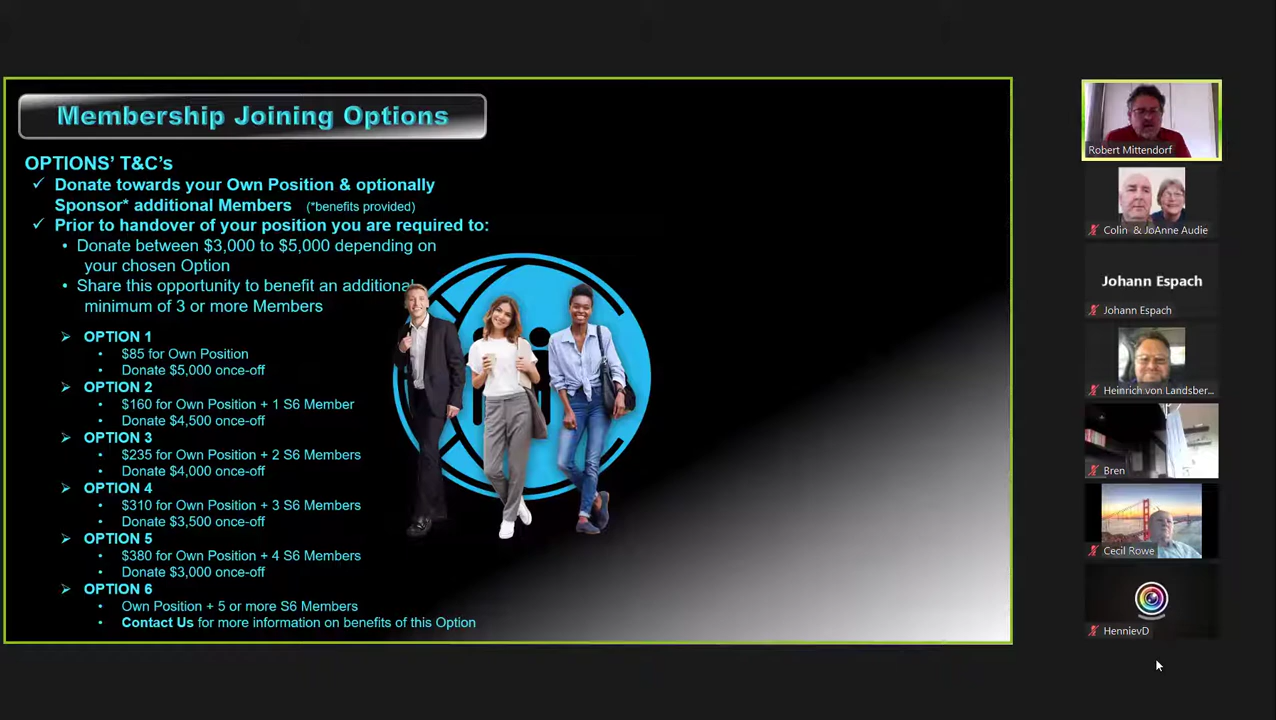 Membership Joining Options
OPTIONS' T&C's
✓ Donate towards your Own Position & optionally
Sponsor* additional Members (*benefits provided)
✓ Prior to handover of your position you are required to:
• Donate between $3,000 to $5,000 depending on
your chosen Option
• Share this opportunity to benefit an additional
minimum of 3 or more Members
➢ OPTION 1
• $85 for Own Position
• Donate $5,000 once-off
➢ OPTION 2
• $160 for Own Position + 1 S6 Member
• Donate $4,500 once-off
➢ OPTION 3
• $235 for Own Position + 2 S6 Members
• Donate $4,000 once-off
➢ OPTION 4
• $310 for Own Position + 3 S6 Members
• Donate $3,500 once-off
➢ OPTION 5
• $380 for Own Position + 4 S6 Members
• Donate $3,000 once-off
➢ OPTION 6
• Own Position + 5 or more S6 Members
• Contact Us for more information on benefits of this Option
Robert Mittendorf
Colin & JoAnne Audie
Johann Espach
Johann Espach
Heinrich von Landsber...
Bren
Cecil Rowe
HennievD